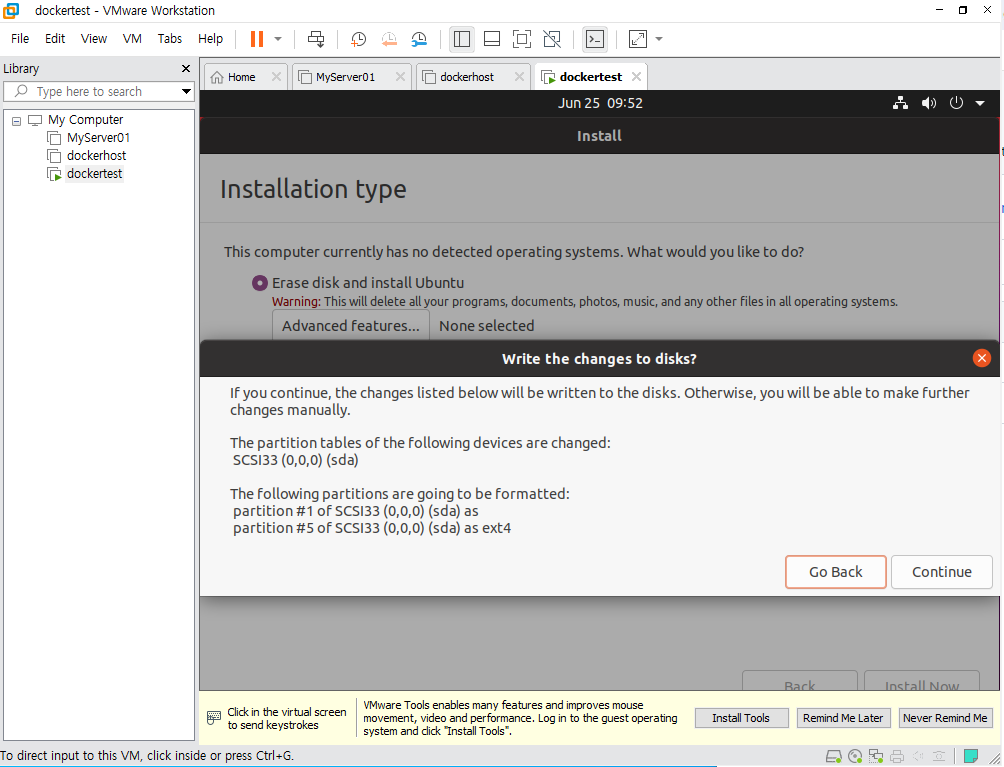 dockertest - VMware Workstation
File Edit View VM Tabs Help
Library
Type here to search
My Computer
MyServer01
dockerhost
dockertest
Home
MyServer01
dockerhost
dockertest
Jun 25 09:52
Install
Installation type
This computer currently has no detected operating systems. What would you like to do?
Erase disk and install Ubuntu
Warning: This will delete all your programs, documents, photos, music, and any other files in all operating systems.
Advanced features... None selected
Write the changes to disks?
If you continue, the changes listed below will be written to the disks. Otherwise, you will be able to make further
changes manually.
The partition tables of the following devices are changed:
SCSI33 (0,0,0) (sda)
The following partitions are going to be formatted:
partition #1 of SCSI33 (0,0,0) (sda) as
partition #5 of SCSI33 (0,0,0) (sda) as ext4
Go Back Continue
Back Install Now
Click in the virtual screen
to send keystrokes
VMware Tools enables many features and improves mouse
movement, video and performance. Log in to the guest operating
system and click "Install Tools".
Install Tools Remind Me Later Never Remind Me
To direct input to this VM, click inside or press Ctrl+G.